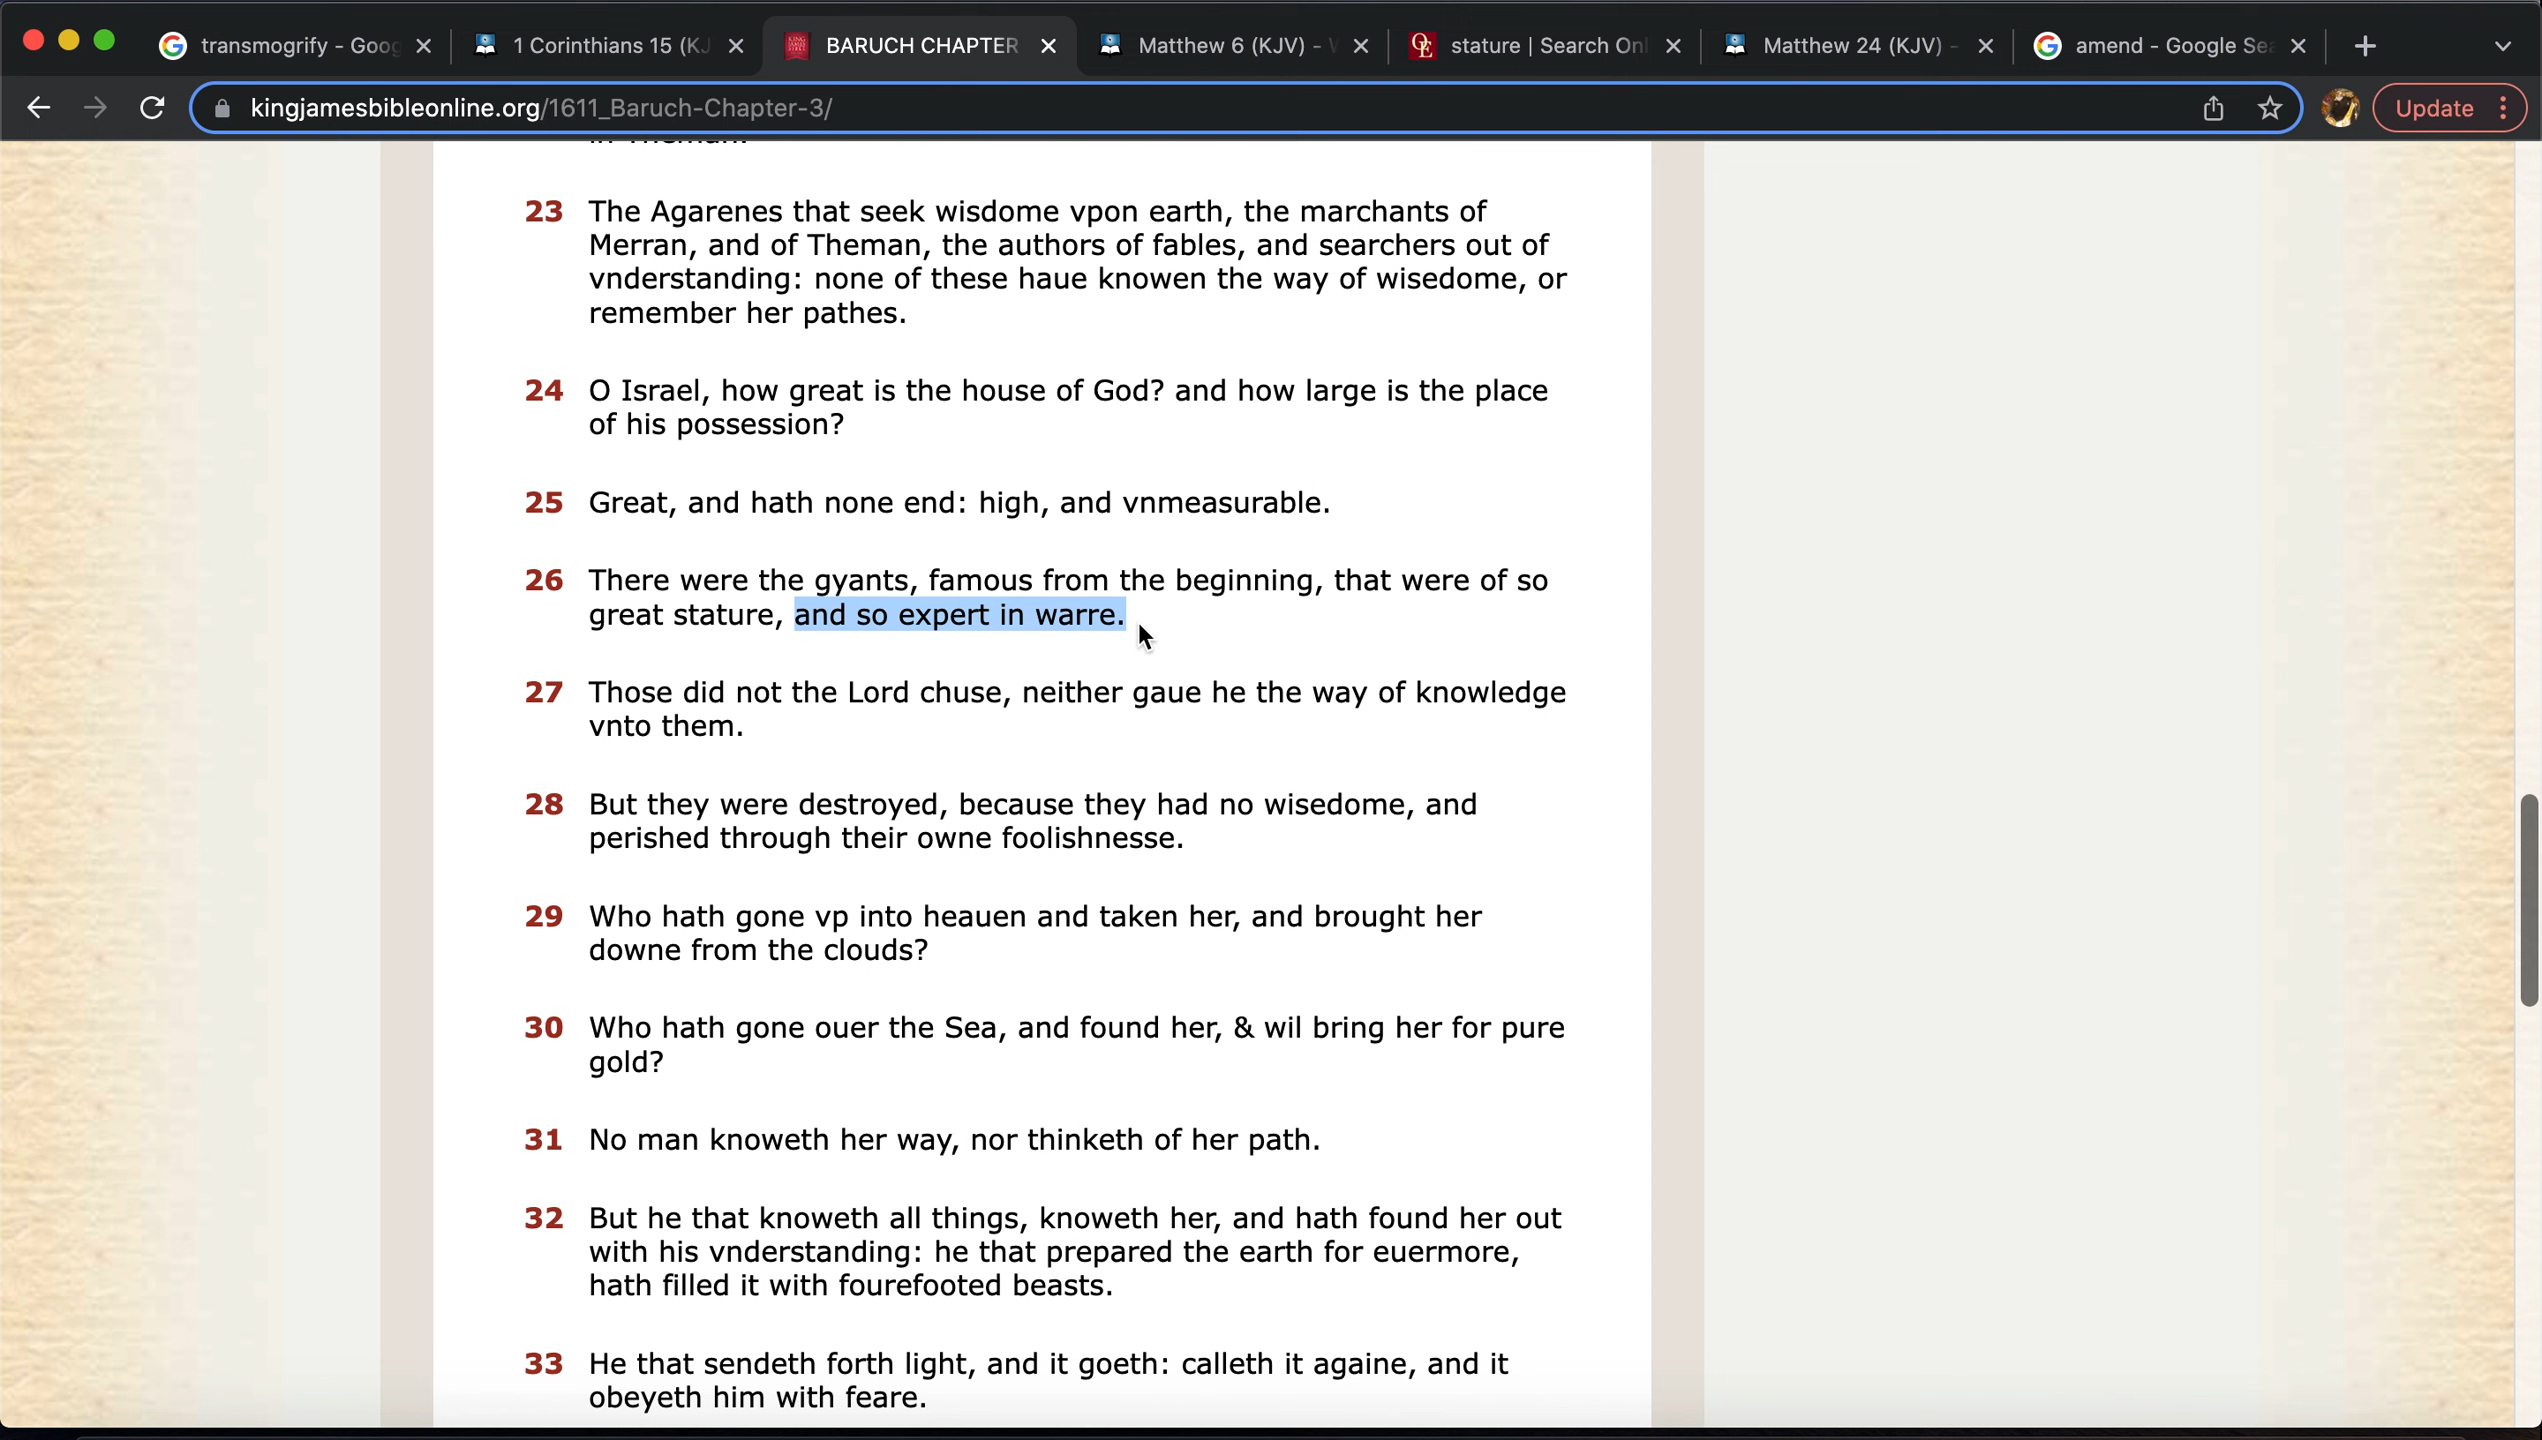 transmogrify - Goog
1 Corinthians 15 (KJ
BARUCH CHAPTER
Matthew 6 (KJV) -
stature | Search Onl
Matthew 24 (KJV) -
amend - Google Sea
kingjamesbibleonline.org/1611_Baruch-Chapter-3/
Update
in Theman.
23 The Agarenes that seek wisdome vpon earth, the marchants of
Merran, and of Theman, the authors of fables, and searchers out of
vnderstanding: none of these haue knowen the way of wisedome, or
remember her pathes.
24 O Israel, how great is the house of God? and how large is the place
of his possession?
25 Great, and hath none end: high, and vnmeasurable.
26 There were the gyants, famous from the beginning, that were of so
great stature, and so expert in warre.
27 Those did not the Lord chuse, neither gaue he the way of knowledge
vnto them.
28 But they were destroyed, because they had no wisedome, and
perished through their owne foolishnesse.
29 Who hath gone vp into heauen and taken her, and brought her
downe from the clouds?
30 Who hath gone ouer the Sea, and found her, & wil bring her for pure
gold?
31 No man knoweth her way, nor thinketh of her path.
32 But he that knoweth all things, knoweth her, and hath found her out
with his vnderstanding: he that prepared the earth for euermore,
hath filled it with fourefooted beasts.
33 He that sendeth forth light, and it goeth: calleth it againe, and it
obeyeth him with feare.